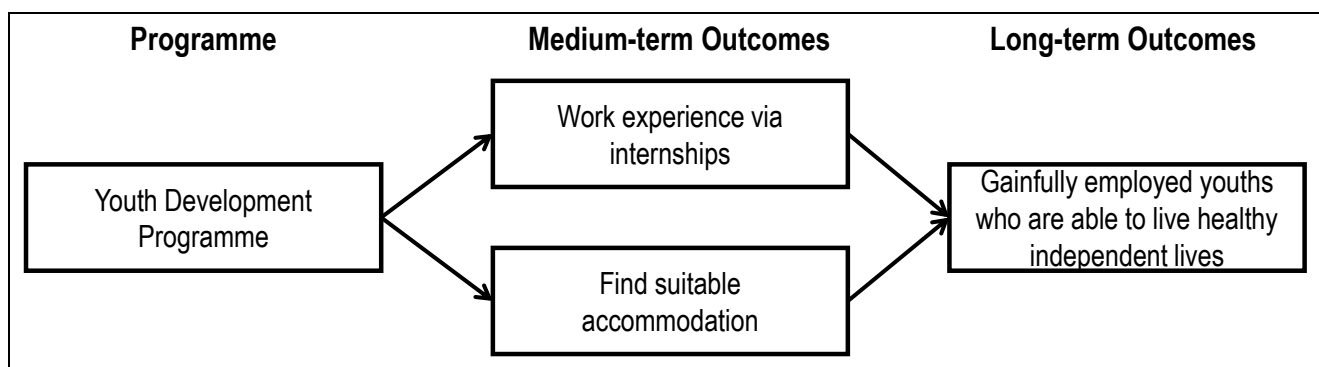 Programme
Medium-term Outcomes
Long-term Outcomes
Youth Development
Programme
Work experience via
internships
Find suitable
accommodation
Gainfully employed youths
who are able to live healthy
independent lives